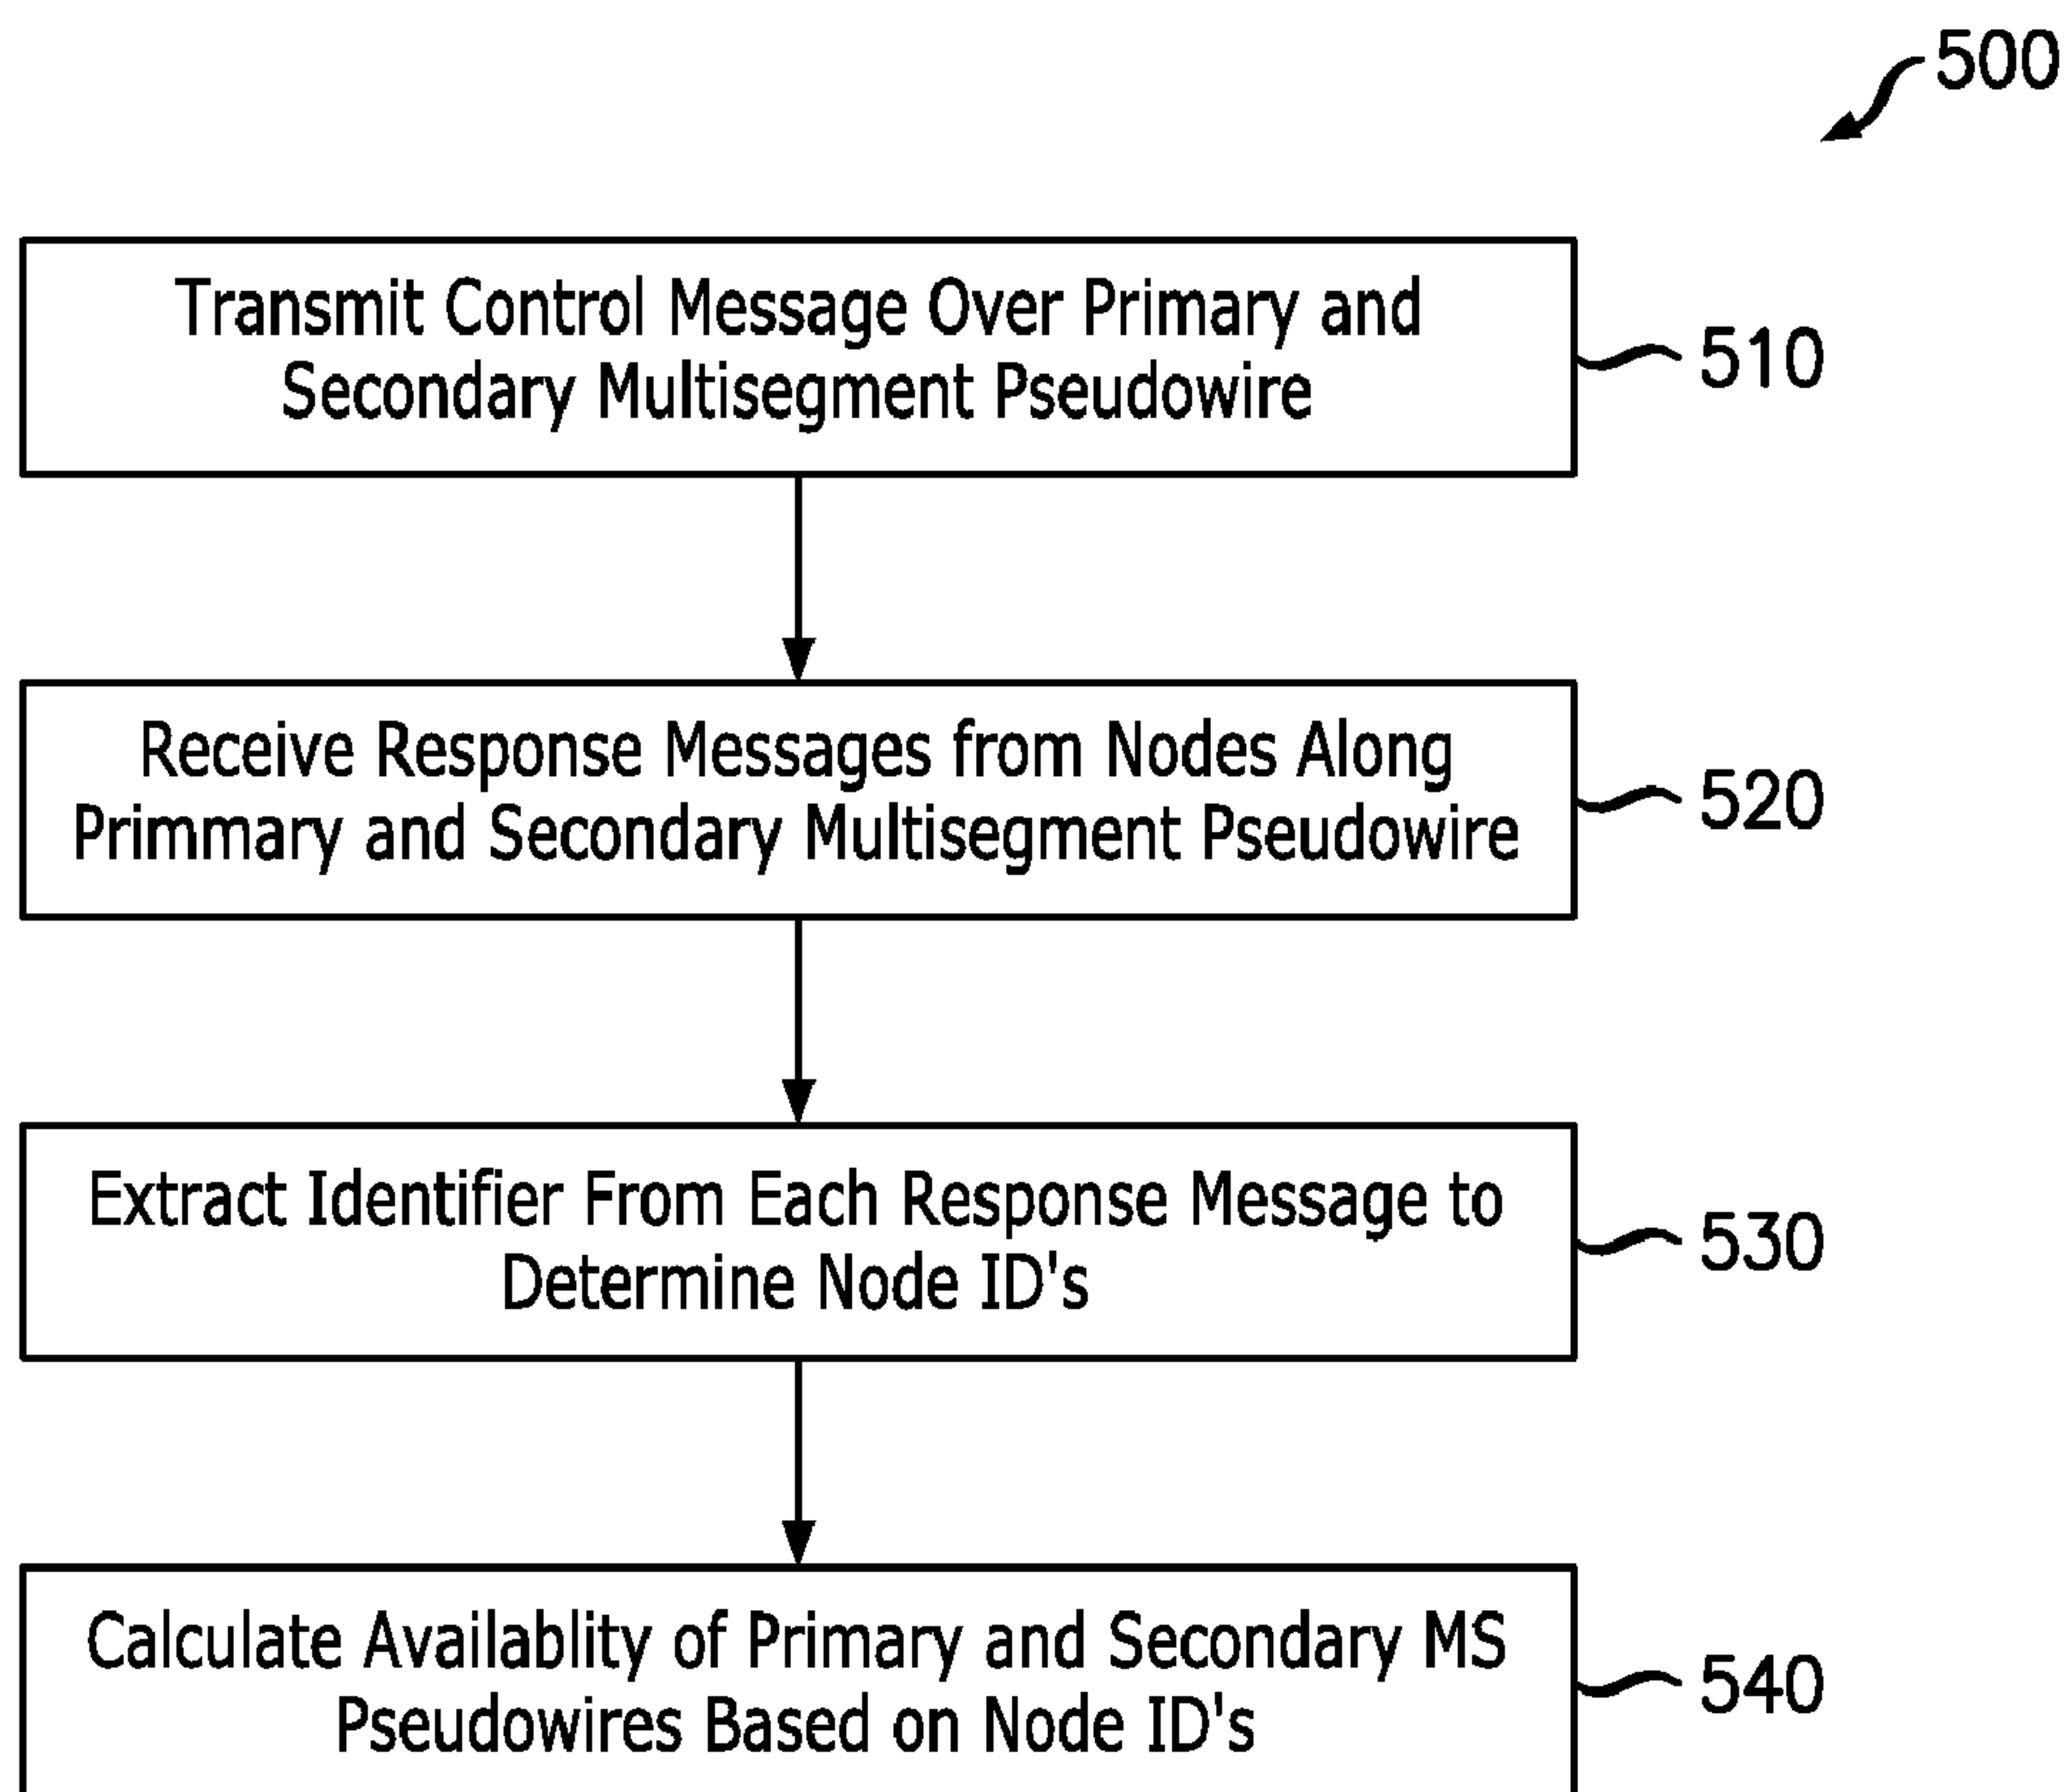 500
Transmit Control Message Over Primary and
Secondary Multisegment Pseudowire
510
Receive Response Messages from Nodes Along
Primmary and Secondary Multisegment Pseudowire
520
Extract Identifier From Each Response Message to
Determine Node ID's
530
Calculate Availablity of Primary and Secondary MS
Pseudowires Based on Node ID's
540